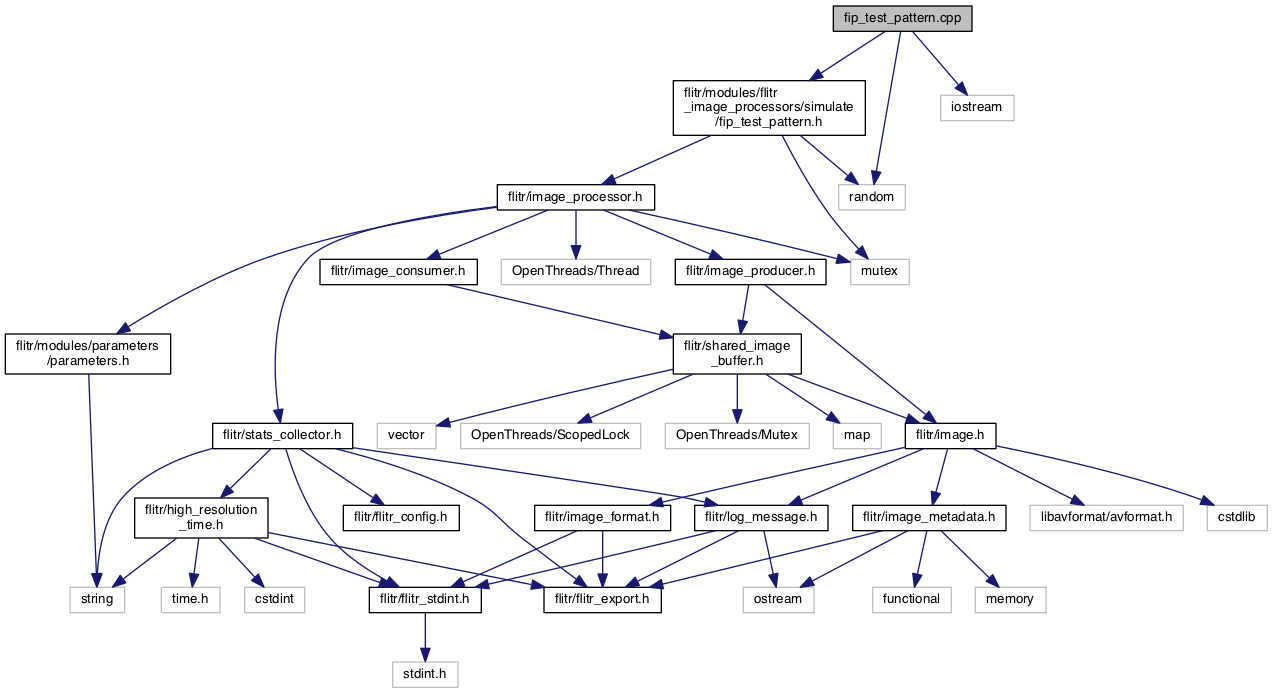 fip_test_pattern.cpp
flitr/modules/flitr
_image_processors/simulate
/fip_test_pattern.h
iostream
flitr/image_processor.h
random
flitr/image_consumer.h
OpenThreads/Thread
flitr/image_producer.h
mutex
flitr/modules/parameters
/parameters.h
flitr/shared_image
_buffer.h
flitr/stats_collector.h
vector
OpenThreads/ScopedLock
OpenThreads/Mutex
map
flitr/image.h
flitr/high_resolution
_time.h
flitr/flitr_config.h
flitr/image_format.h
flitr/log_message.h
flitr/image_metadata.h
libavformat/avformat.h
cstdlib
string
time.h
cstdint
flitr/flitr_stdint.h
flitr/flitr_export.h
ostream
functional
memory
stdint.h